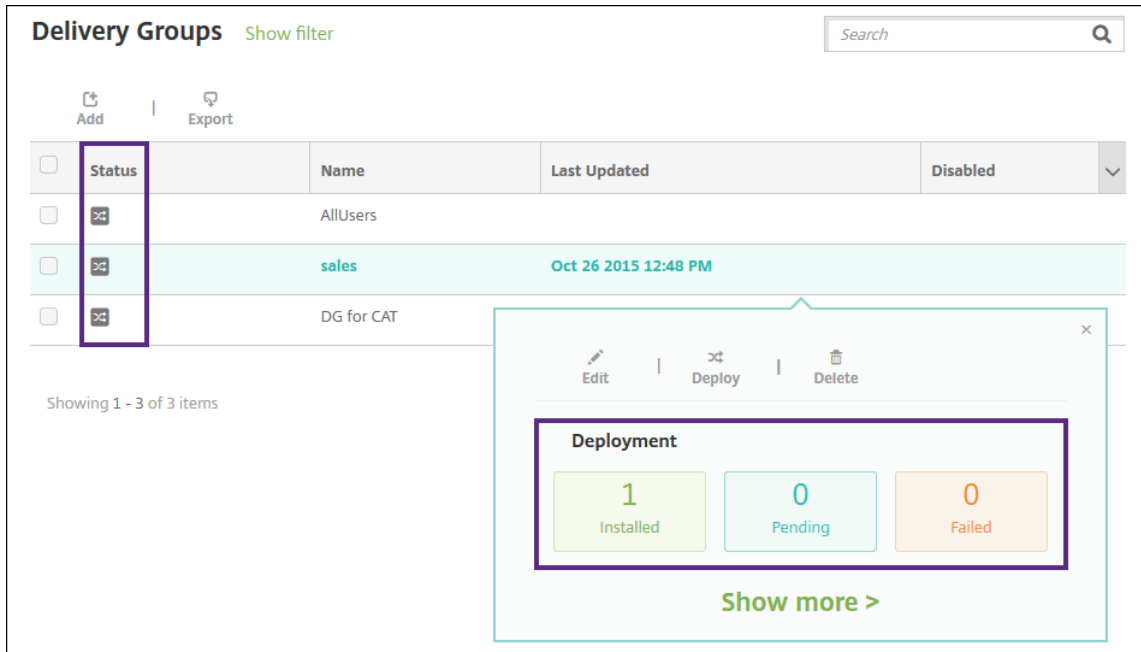 Delivery Groups Show filter Search
Add | Export
Status Name Last Updated Disabled
AllUsers
sales Oct 26 2015 12:48 PM
DG for CAT
×
Edit | Deploy | Delete
Showing 1 - 3 of 3 items
Deployment
1 0 0
Installed Pending Failed
Show more >